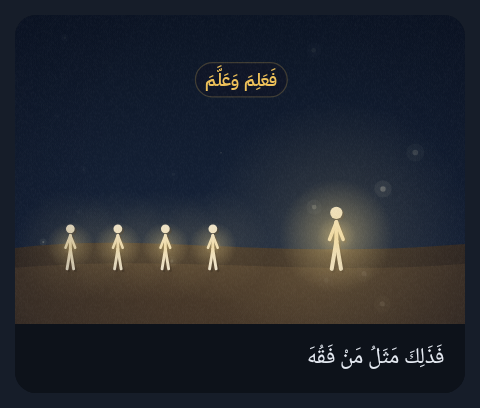 فَعَلِمَ وَعَلَّمَ
فَذَلِكَ مَثَلُ مَنْ فَقُهَ